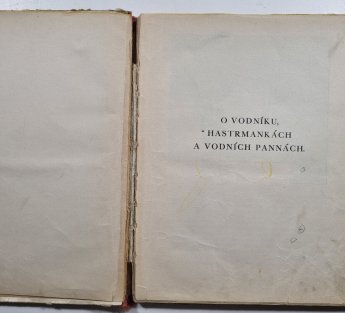 O VODNÍKU,
HASTRMANKÁCH
A VODNÍCH PANNÁCH.